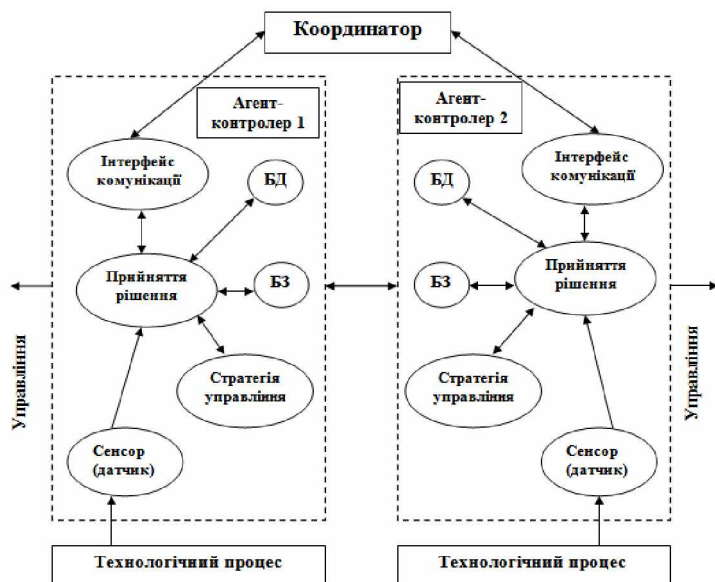 Координатор
Агент-
контролер 1
Інтерфейс
комунікації
БД
Прийняття
рішення
БЗ
Стратегія
управління
Сенсор
(датчик)
Управління
Технологічний процес
Агент-
контролер 2
Інтерфейс
комунікації
БД
Прийняття
рішення
БЗ
Стратегія
управління
Сенсор
(датчик)
Управління
Технологічний процес